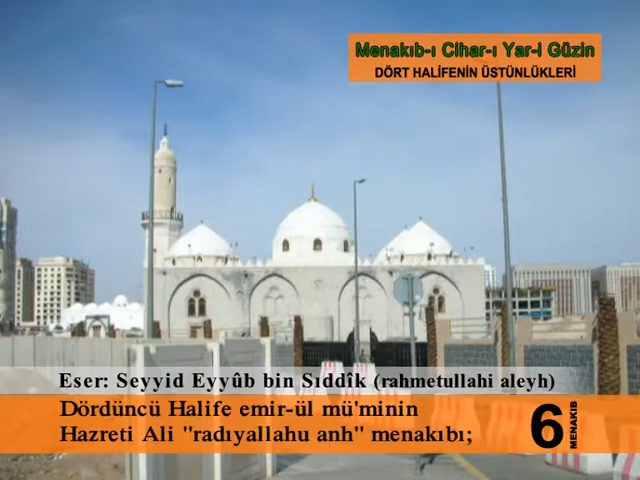 Menakıb-ı Cihar-ı Yar-i Güzin
DÖRT HALİFENİN ÜSTÜNLÜKLERİ
Eser: Seyyid Eyyûb bin Sıddîk (rahmetullahi aleyh)
Dördüncü Halife emir-ül mü'minin
Hazreti Ali "radıyallahu anh" menakıbı;
6
MENAKIB